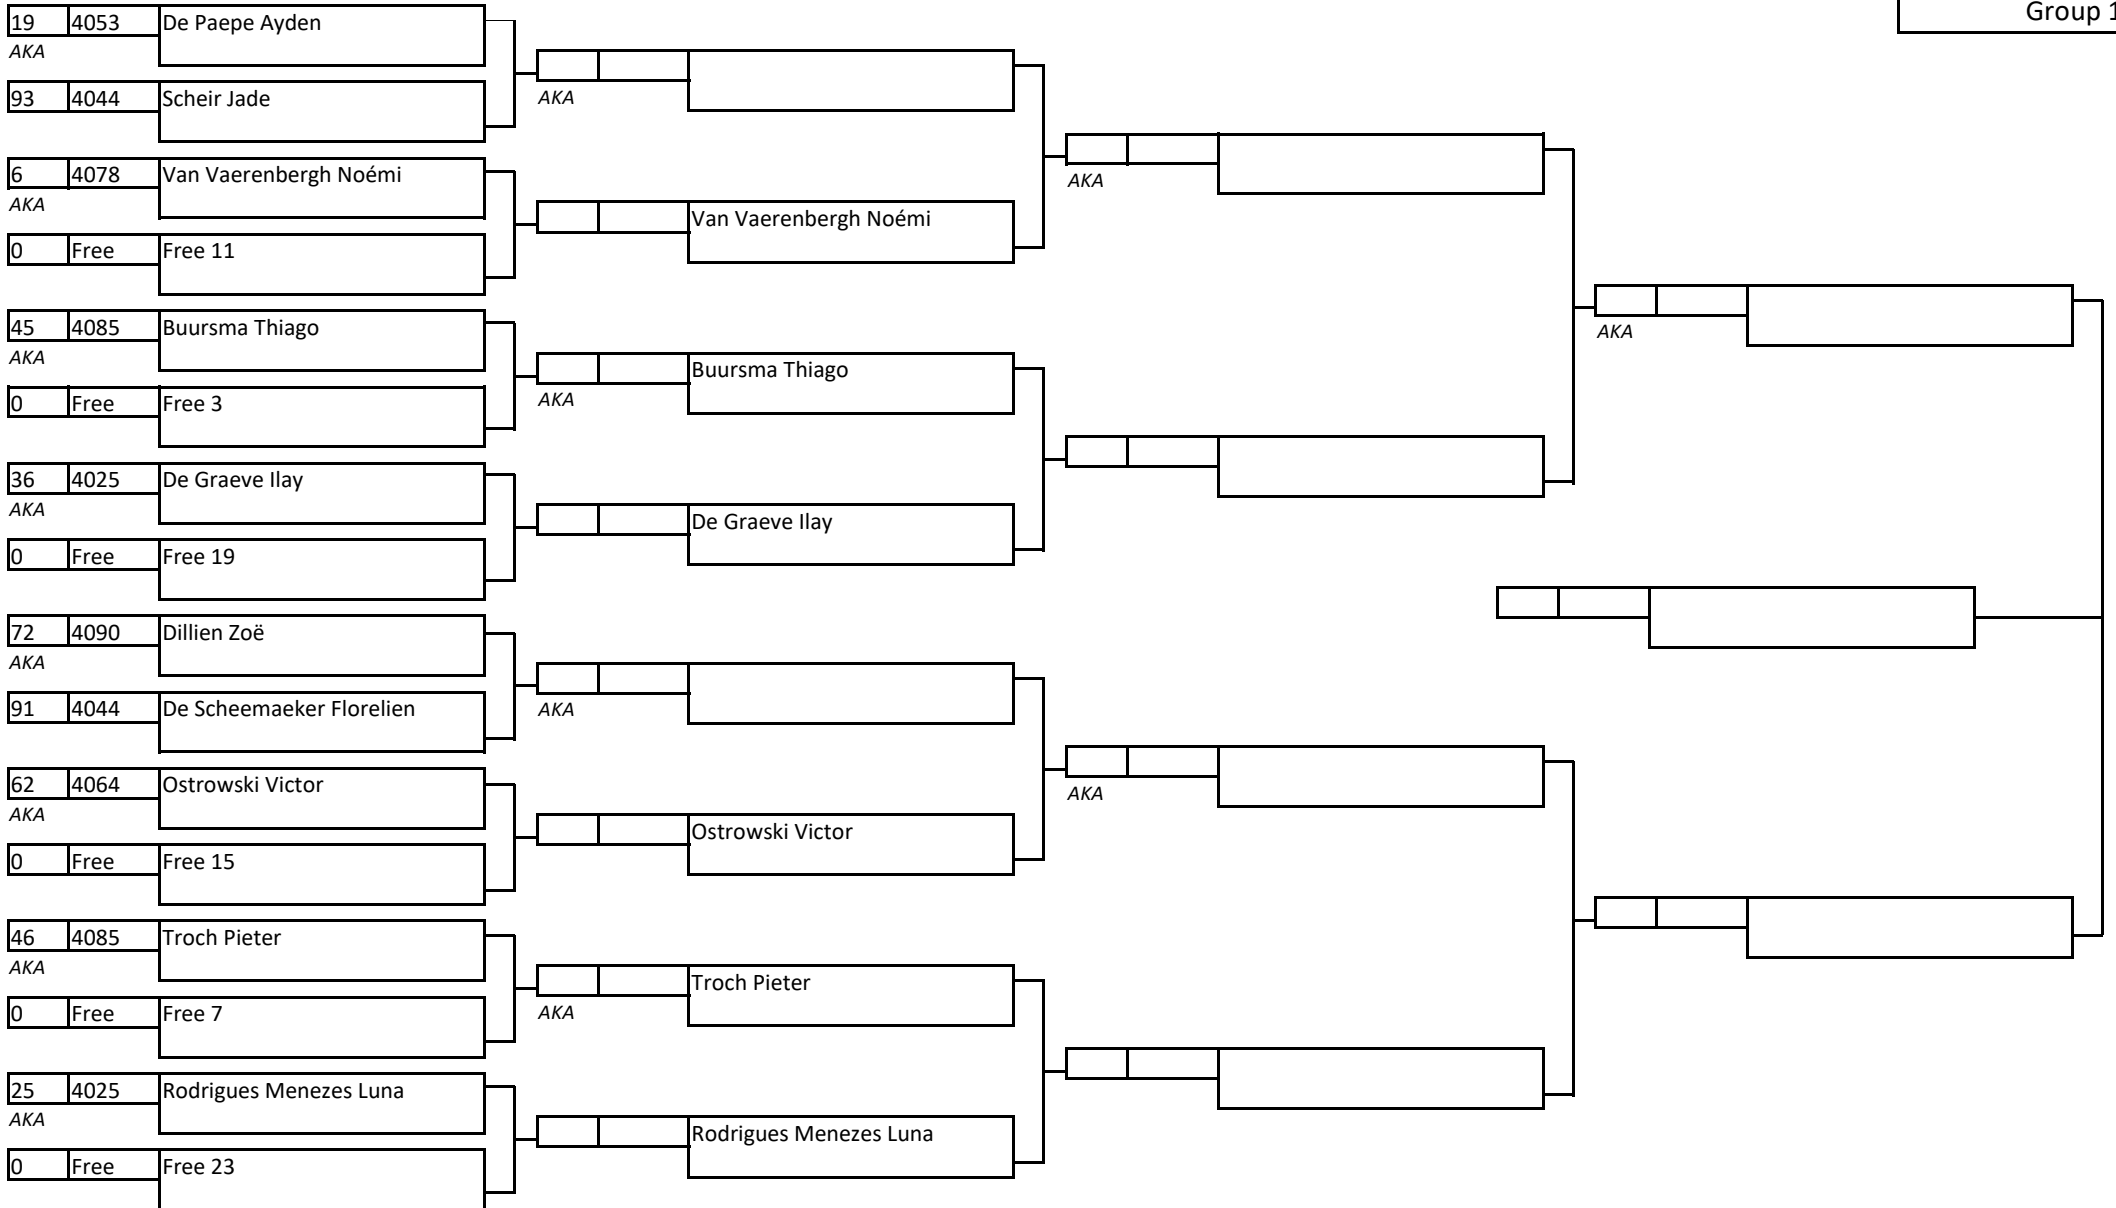 Group 1
19 4053 De Paepe Ayden
AKA
AKA
93 4044 Scheir Jade
AKA
6 4078 Van Vaerenbergh Noémi
AKA
Van Vaerenbergh Noémi
0 Free Free 11
45 4085 Buursma Thiago
AKA
AKA
Buursma Thiago
AKA
0 Free Free 3
36 4025 De Graeve Ilay
AKA
De Graeve Ilay
0 Free Free 19
72 4090 Dillien Zoë
AKA
91 4044 De Scheemaeker Florelien
AKA
62 4064 Ostrowski Victor
AKA
AKA
Ostrowski Victor
0 Free Free 15
46 4085 Troch Pieter
AKA
Troch Pieter
AKA
0 Free Free 7
25 4025 Rodrigues Menezes Luna
AKA
Rodrigues Menezes Luna
0 Free Free 23